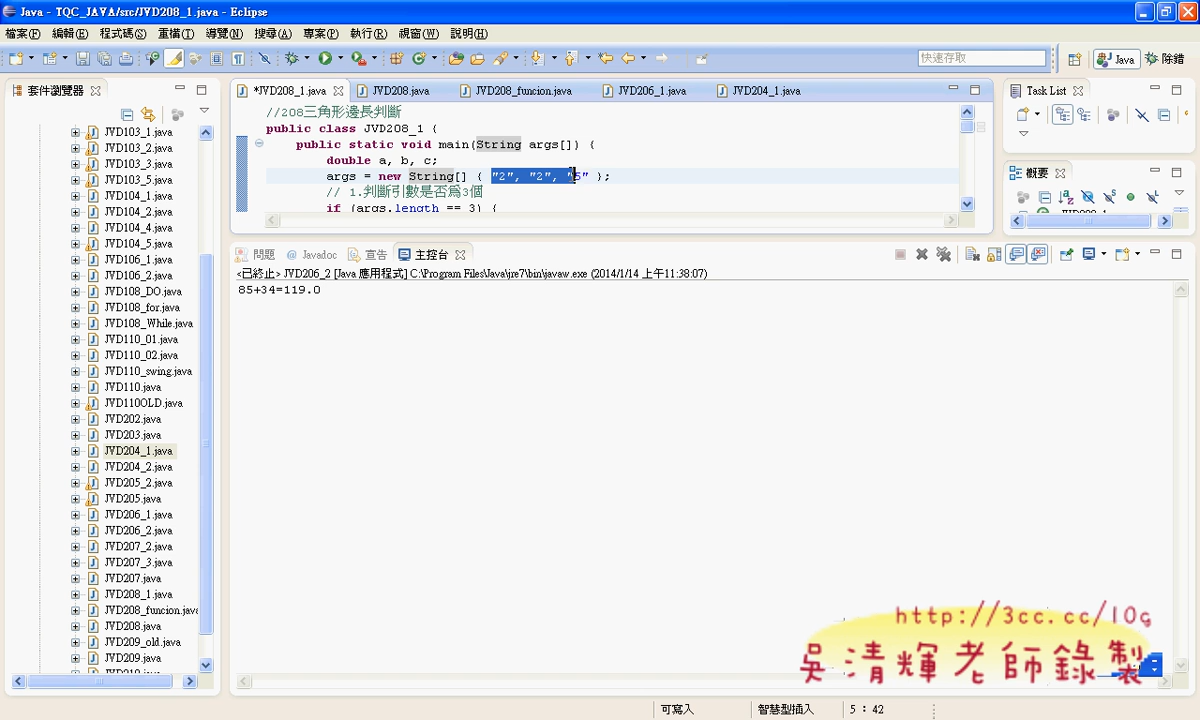 Java - TQC_JAVA/src/JVD208_1.java - Eclipse
檔案(F) 編輯(E) 程式碼(S) 重構(T) 導覽(N) 搜尋(A) 專案(P) 執行(R) 視窗(W) 說明(H)
快速存取 Java 除錯
套件瀏覽器
JVD103_1.java
JVD103_2.java
JVD103_3.java
JVD103_5.java
JVD104_1.java
JVD104_2.java
JVD104_4.java
JVD104_5.java
JVD106_1.java
JVD106_2.java
JVD108_DO.java
JVD108_for.java
JVD108_While.java
JVD110_01.java
JVD110_02.java
JVD110_swing.java
JVD110.java
JVD110OLD.java
JVD202.java
JVD203.java
JVD204_1.java
JVD204_2.java
JVD205_2.java
JVD205.java
JVD206_1.java
JVD206_2.java
JVD207_2.java
JVD207_3.java
JVD207.java
JVD208_1.java
JVD208_funcion.java
JVD208.java
JVD209_old.java
JVD209.java
*JVD208_1.java JVD208.java JVD208_funcion.java JVD206_1.java JVD204_1.java
//208三角形邊長判斷
public class JVD208_1 {
public static void main(String args[]) {
double a, b, c;
args = new String[] { "2", "2", "5" };
// 1.判斷引數是否為3個
if (args.length == 3) {
Task List
概要
問題 @ Javadoc 宣告 主控台
<已終止> JVD206_2 [Java 應用程式] C:\Program Files\Java\jre7\bin\javaw.exe (2014/1/14 上午11:38:07)
85+34=119.0
http://3cc.cc/10g
吳清輝老師錄製
可寫入 智慧型插入 5 : 42